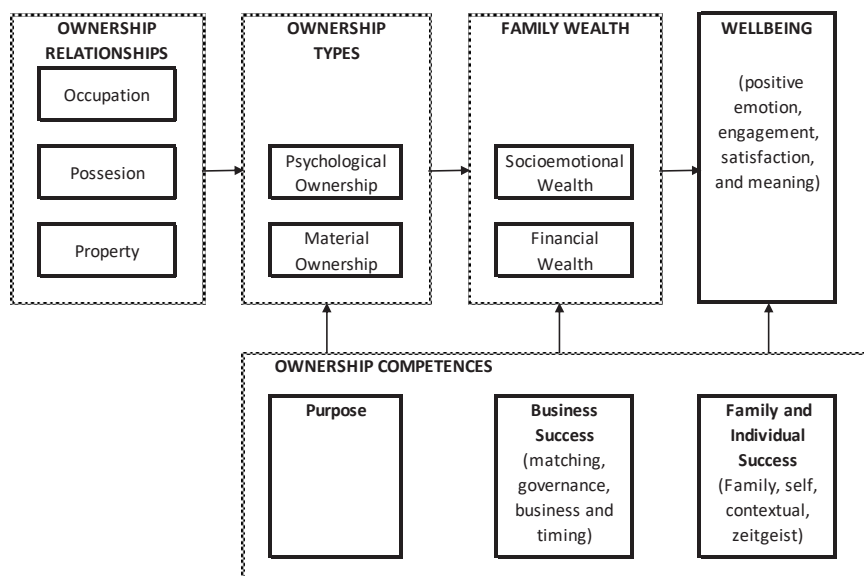 OWNERSHIP
RELATIONSHIPS
Occupation
Possesion
Property
OWNERSHIP
TYPES
Psychological
Ownership
Material
Ownership
FAMILY WEALTH
Socioemotional
Wealth
Financial
Wealth
WELLBEING
(positive
emotion,
engagement,
satisfaction,
and meaning)
OWNERSHIP COMPETENCES
Purpose
Business
Success
(matching,
governance,
business and
timing)
Family and
Individual
Success
(Family, self,
contextual,
zeitgeist)